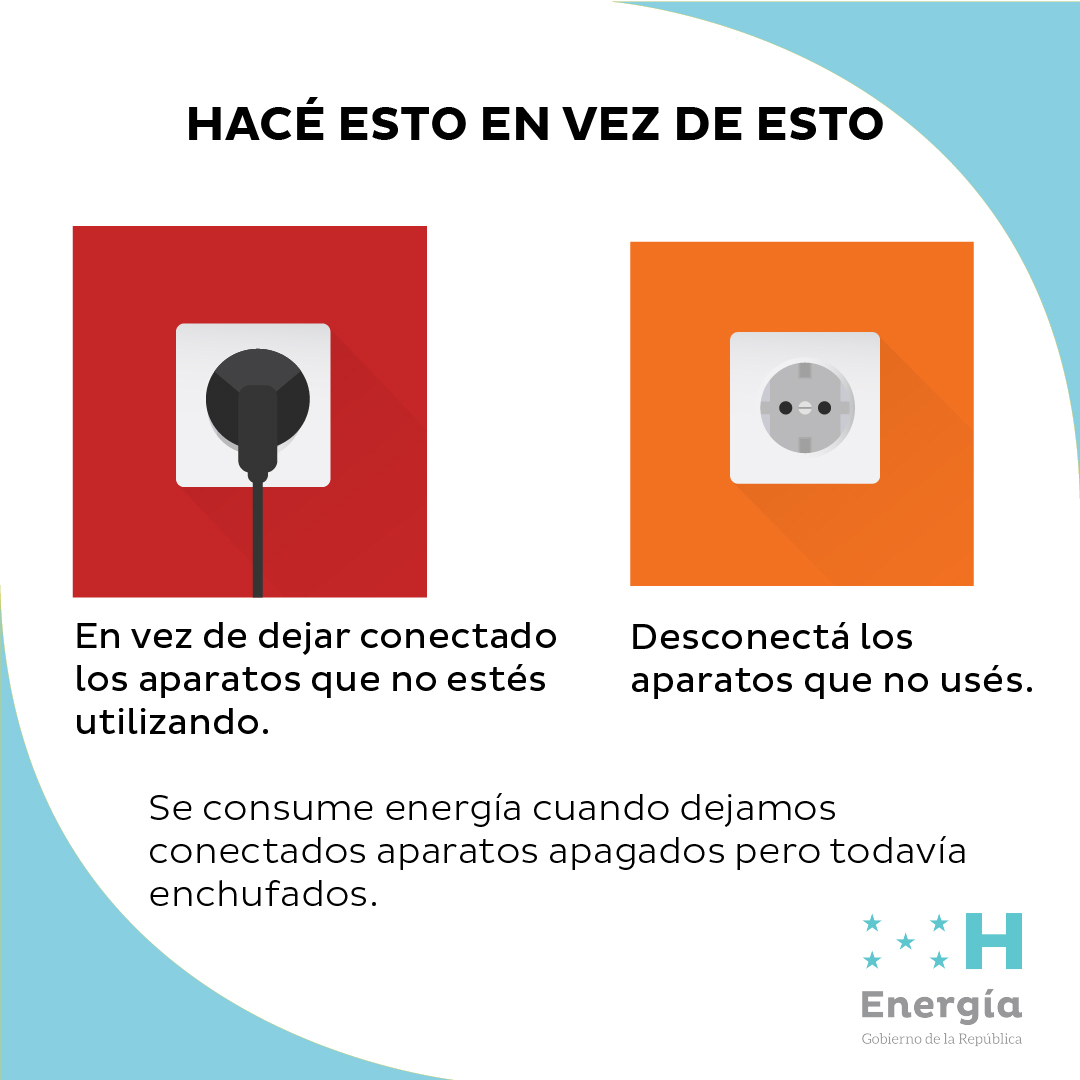 HACÉ ESTO EN VEZ DE ESTO
En vez de dejar conectado
los aparatos que no estés
utilizando.
Desconectá los
aparatos que no usés.
Se consume energía cuando dejamos
conectados aparatos apagados pero todavía
enchufados.
H
Energía
Gobierno de la República